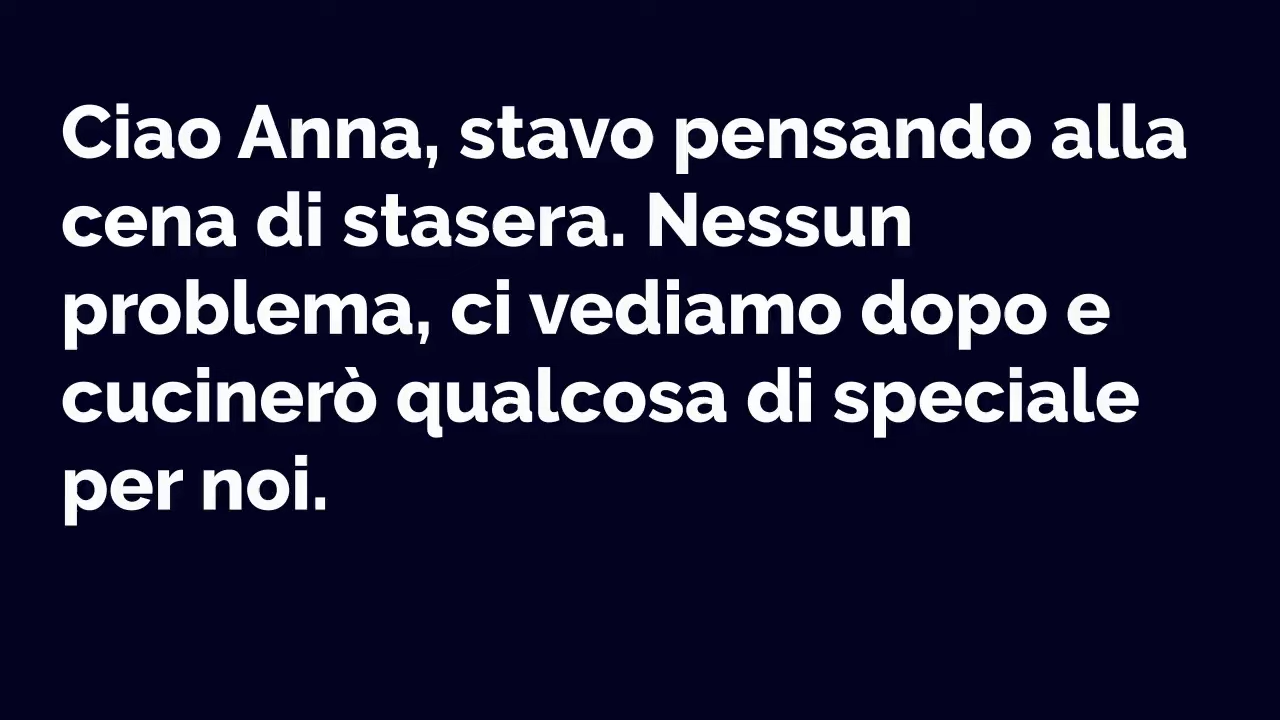 Ciao Anna, stavo pensando alla
cena di stasera. Nessun
problema, ci vediamo dopo e
cucinerò qualcosa di speciale
per noi.